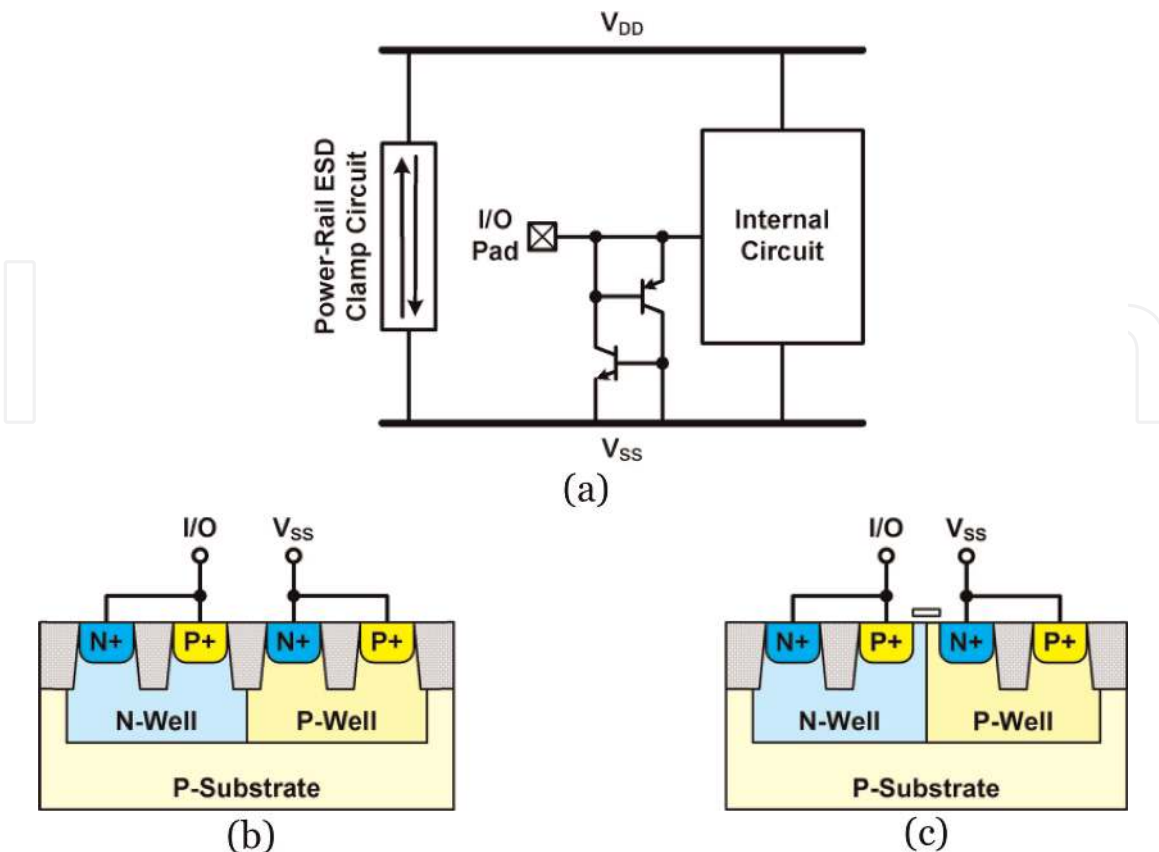 VDD
Power-Rail ESD
Clamp Circuit
I/O
Pad
Internal
Circuit
VSS
(a)
I/O VSS
N+ P+ N+ P+
N-Well P-Well
P-Substrate
(b)
I/O VSS
N+ P+ N+ P+
N-Well P-Well
P-Substrate
(c)